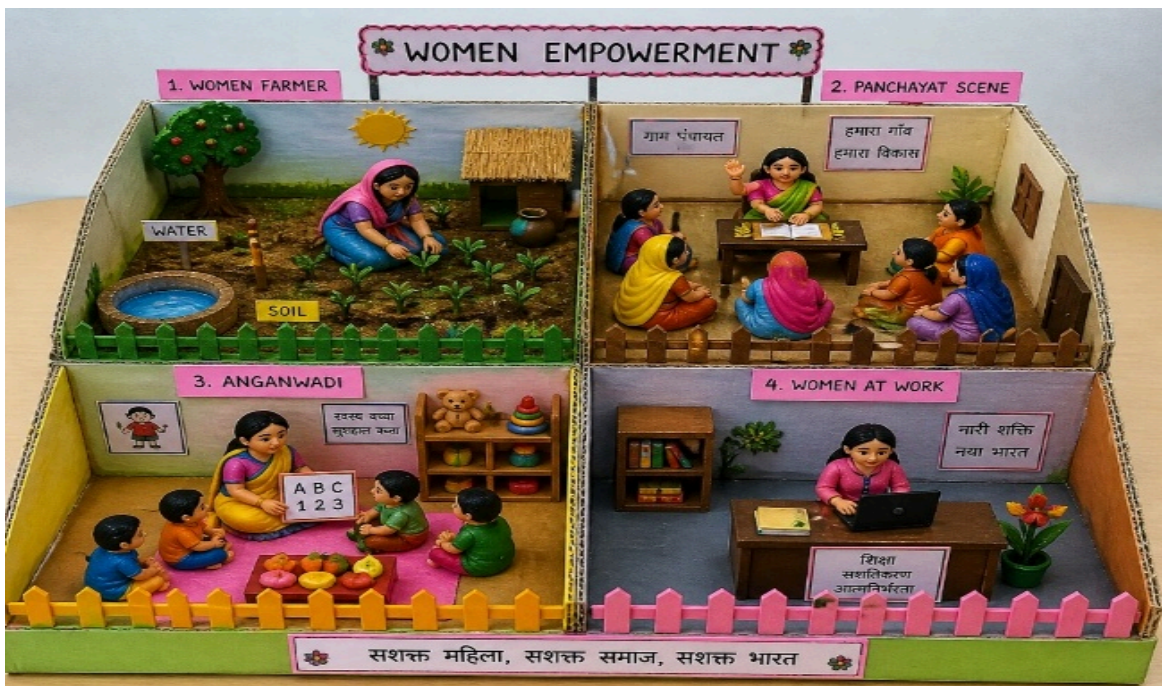 WOMEN EMPOWERMENT
1. WOMEN FARMER
2. PANCHAYAT SCENE
WATER
SOIL
गाम पंचायत
हमारा गाँव
हमारा विकास
3. ANGANWADI
4. WOMEN AT WORK
A B C
1 2 3
नारी शक्ति
नया भारत
शिक्षा
सशतिकरण
आत्मनिर्भरता
सशक्त महिला, सशक्त समाज, सशक्त भारत